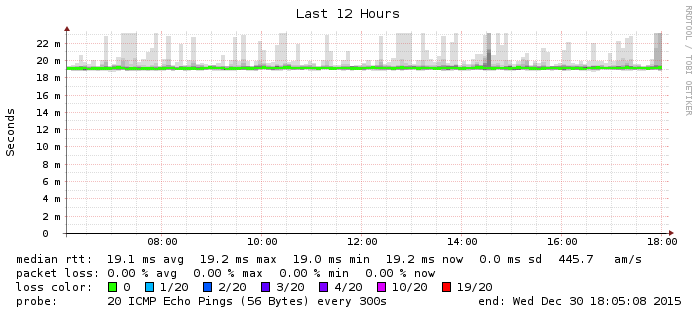 Last 12 Hours
RRDTOOL / TOBI OETIKER
Seconds
22 m
20 m
18 m
16 m
14 m
12 m
10 m
8 m
6 m
4 m
2 m
0
08:00 10:00 12:00 14:00 16:00 18:00
median rtt: 19.1 ms avg 19.2 ms max 19.0 ms min 19.2 ms now 0.0 ms sd 445.7 am/s
packet loss: 0.00 % avg 0.00 % max 0.00 % min 0.00 % now
loss color: 0 1/20 2/20 3/20 4/20 10/20 19/20
probe: 20 ICMP Echo Pings (56 Bytes) every 300s end: Wed Dec 30 18:05:08 2015